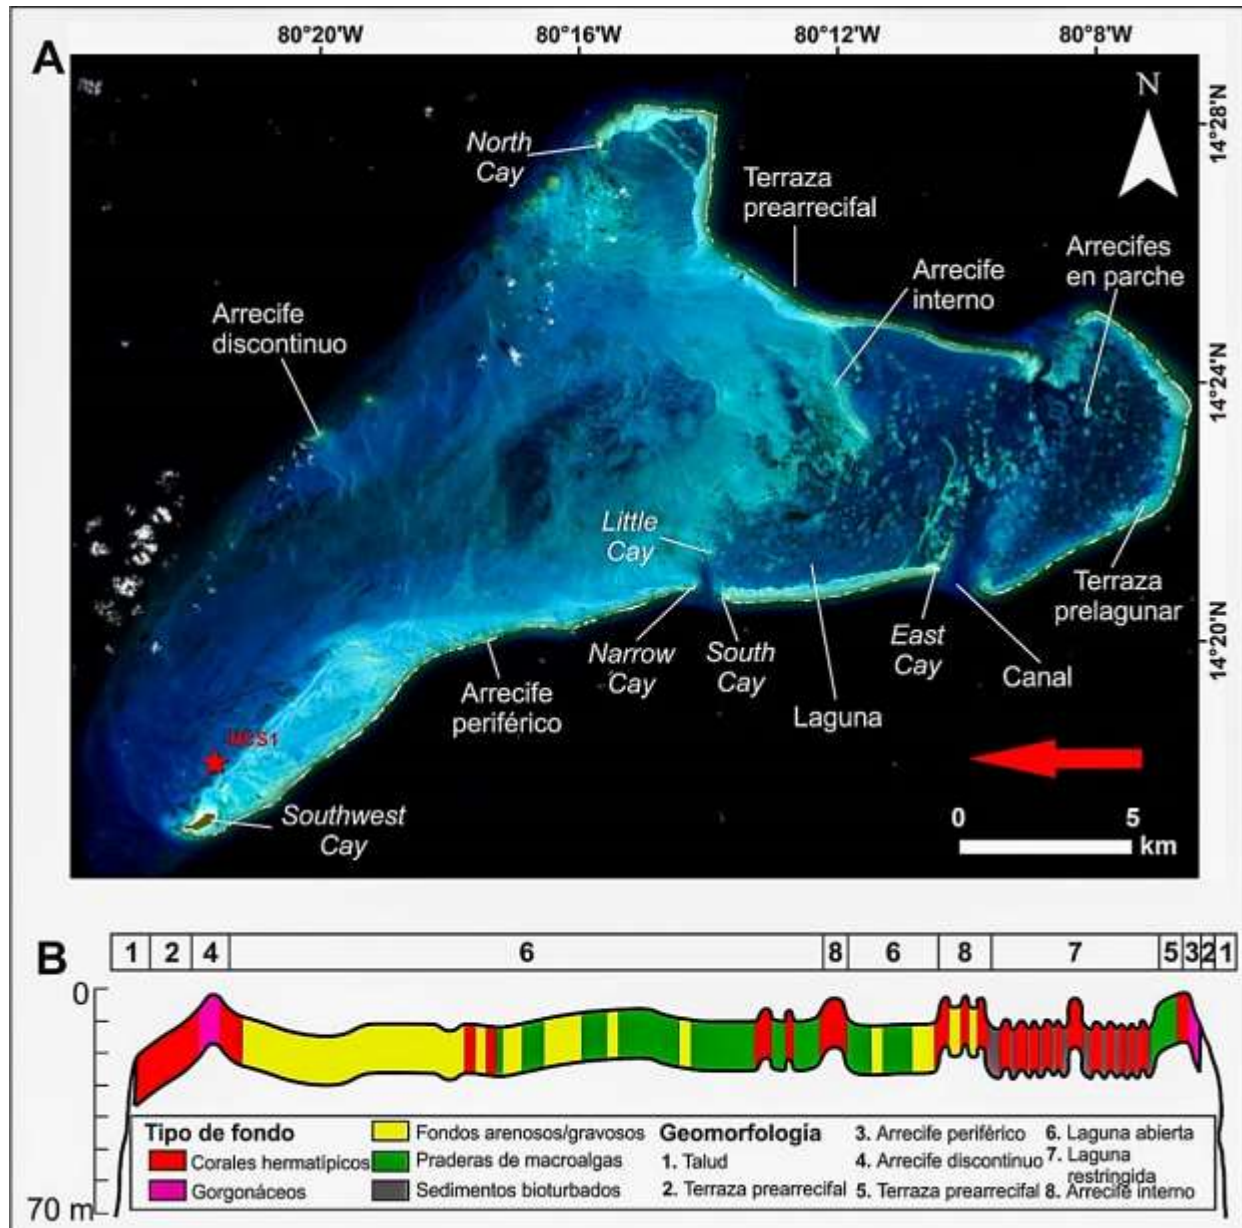 80°20'W 80°16'W 80°12'W 80°8'W
A
N
14°28'N
North
Cay
Terraza
prearrecifal
Arrecifes
en parche
Arrecife
interno
Arrecife
discontinuo
14°24'N
Little
Cay
Terraza
prelagunar
East
Cay
Narrow
Cay
South
Cay
14°20'N
Canal
Arrecife
periférico
Laguna
Southwest
Cay
0 5
km
B
1 2 4 6 8 6 8 7 5 3 2 1
0
70 m
Tipo de fondo
Corales hermatípicos
Gorgonáceos
Fondos arenosos/gravosos
Praderas de macroalgas
Sedimentos bioturbados
Geomorfología
1. Talud
2. Terraza prearrecifal
3. Arrecife periférico
4. Arrecife discontinuo
5. Terraza prearrecifal
6. Laguna abierta
7. Laguna
restringida
8. Arrecife interno